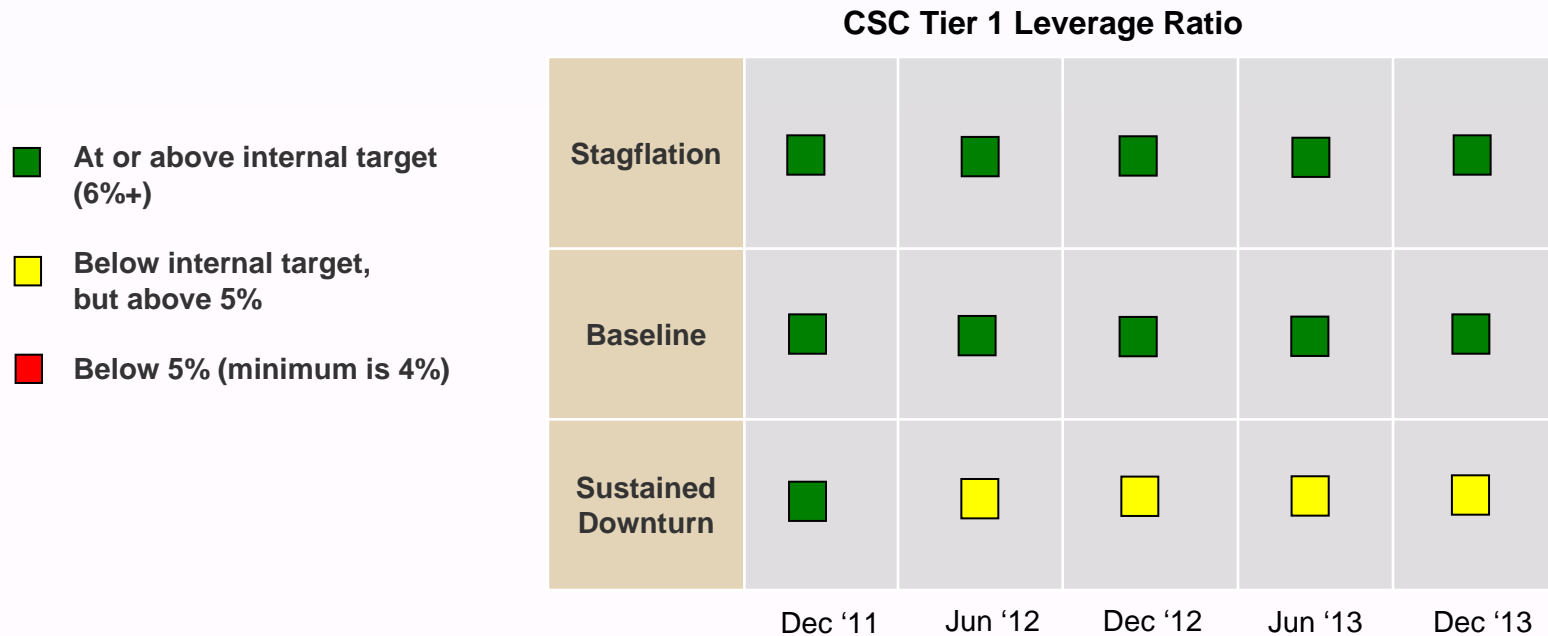 CSC Tier 1 Leverage Ratio
At or above internal target
(6%+)
Below internal target,
but above 5%
Below 5% (minimum is 4%)
Stagflation
Baseline
Sustained
Downturn
Dec ‘11 Jun ‘12 Dec ‘12 Jun ‘13 Dec ‘13